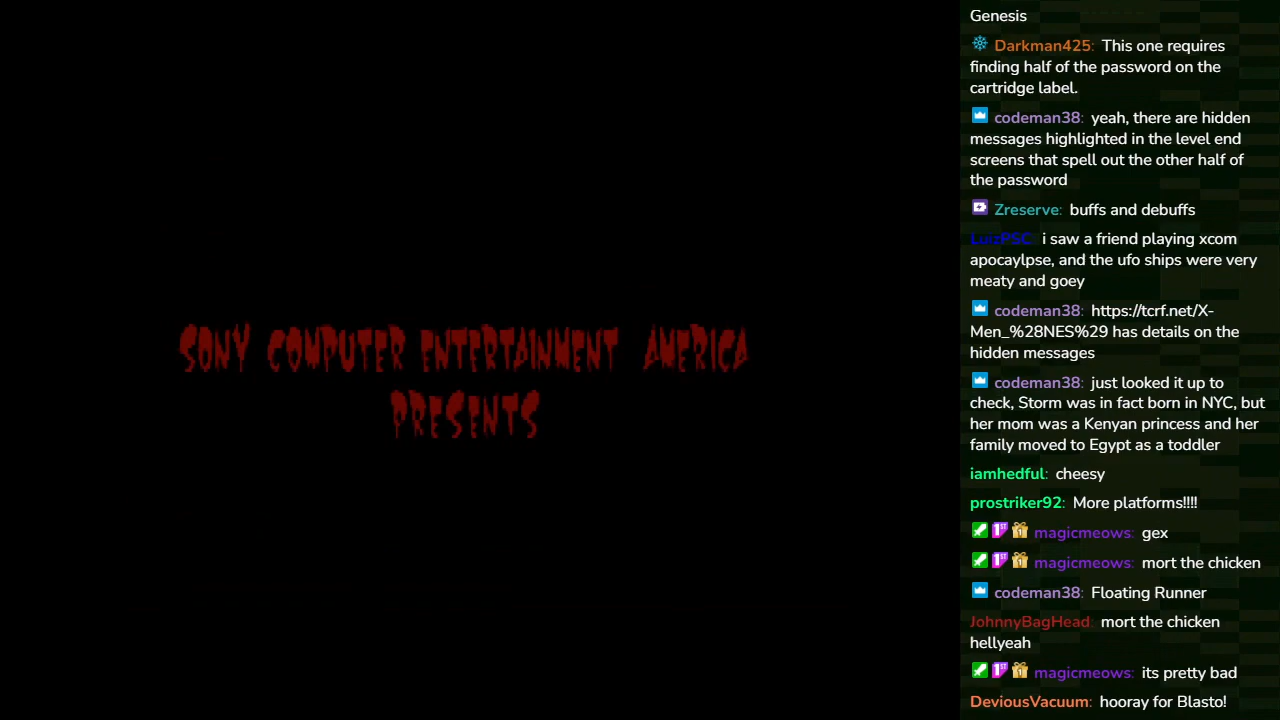 SONY COMPUTER ENTERTAINMENT AMERICA
PRESENTS
Genesis
Darkman425: This one requires
finding half of the password on the
cartridge label.
codeman38: yeah, there are hidden
messages highlighted in the level end
screens that spell out the other half of
the password
Zreserve: buffs and debuffs
LuizPSC: i saw a friend playing xcom
apocaylpse, and the ufo ships were very
meaty and goey
codeman38: https://tcrf.net/X-
Men_%28NES%29 has details on the
hidden messages
codeman38: just looked it up to
check, Storm was in fact born in NYC, but
her mom was a Kenyan princess and her
family moved to Egypt as a toddler
iamhedful: cheesy
prostriker92: More platforms!!!!
magicmeows: gex
magicmeows: mort the chicken
codeman38: Floating Runner
JohnnyBagHead: mort the chicken
hellyeah
magicmeows: its pretty bad
DeviousVacuum: hooray for Blasto!